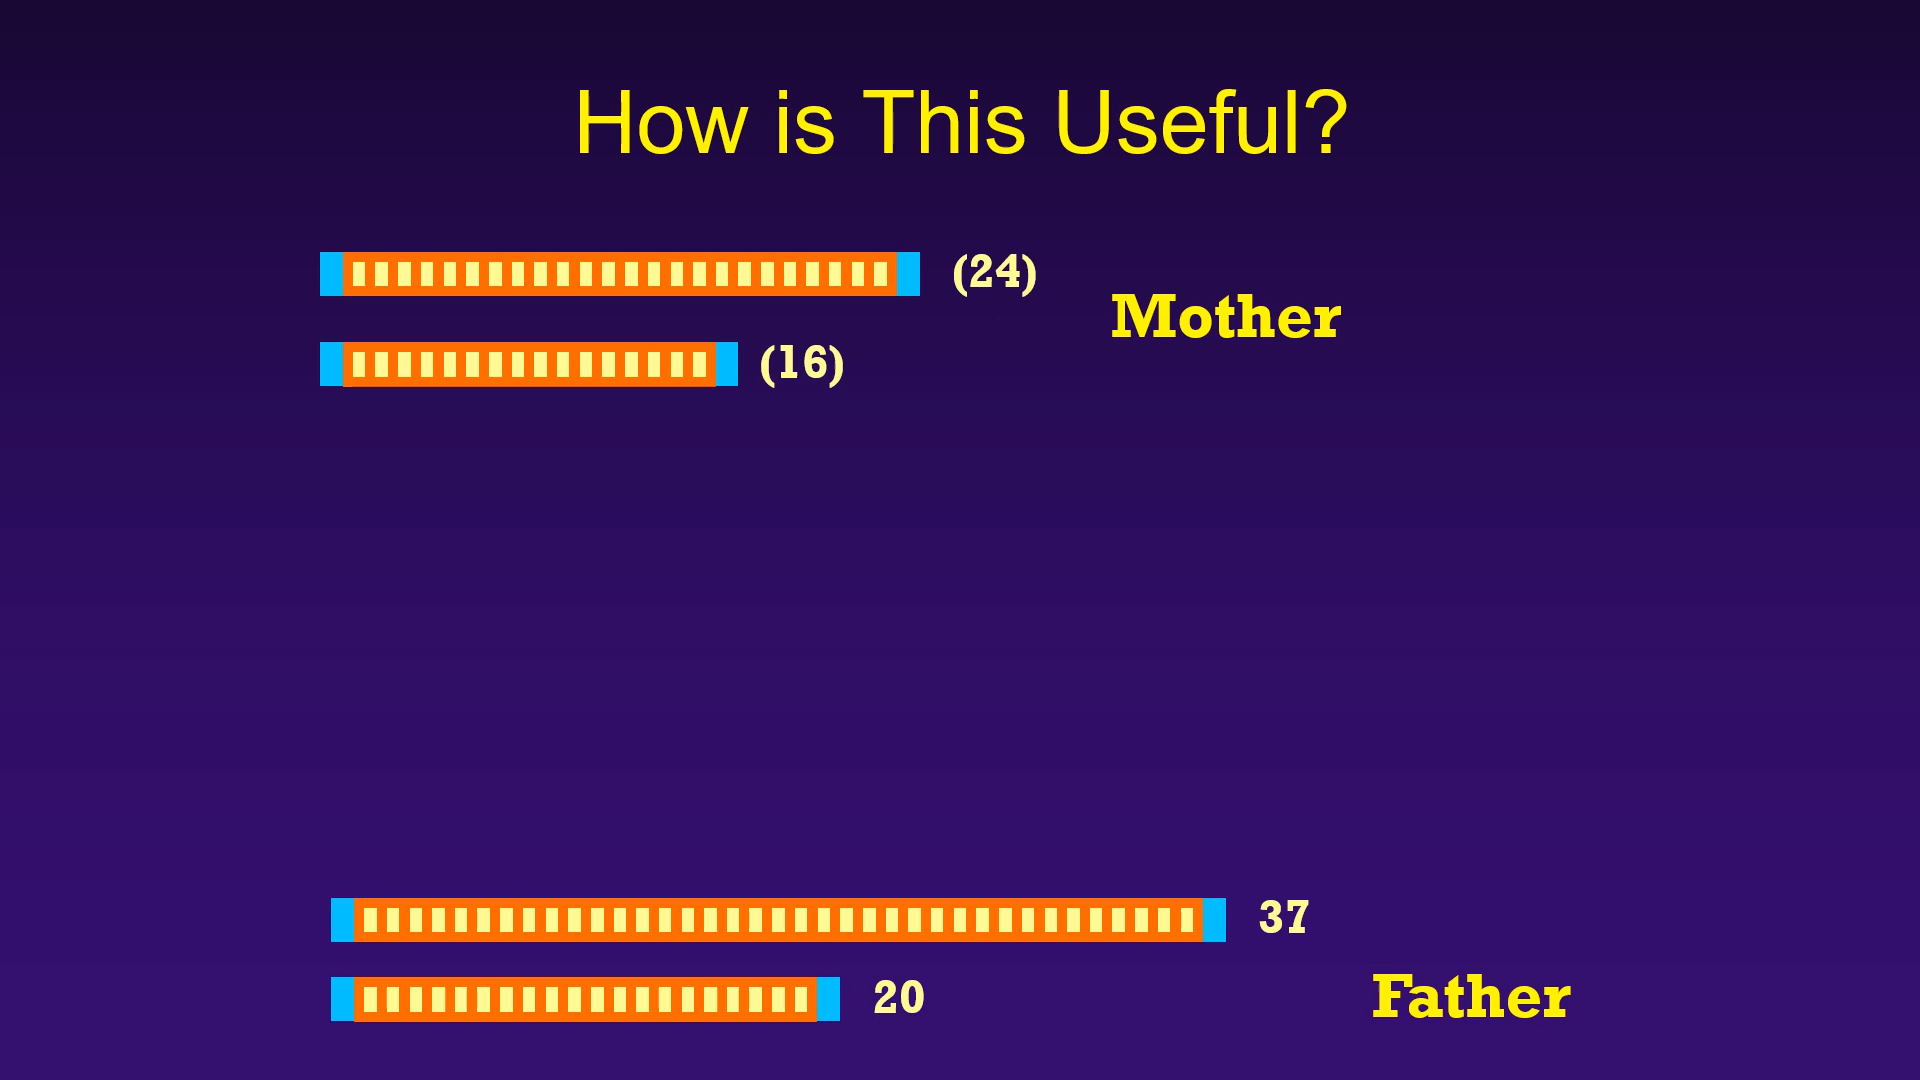 How is This Useful?
(24)
Mother
(16)
37
20
Father